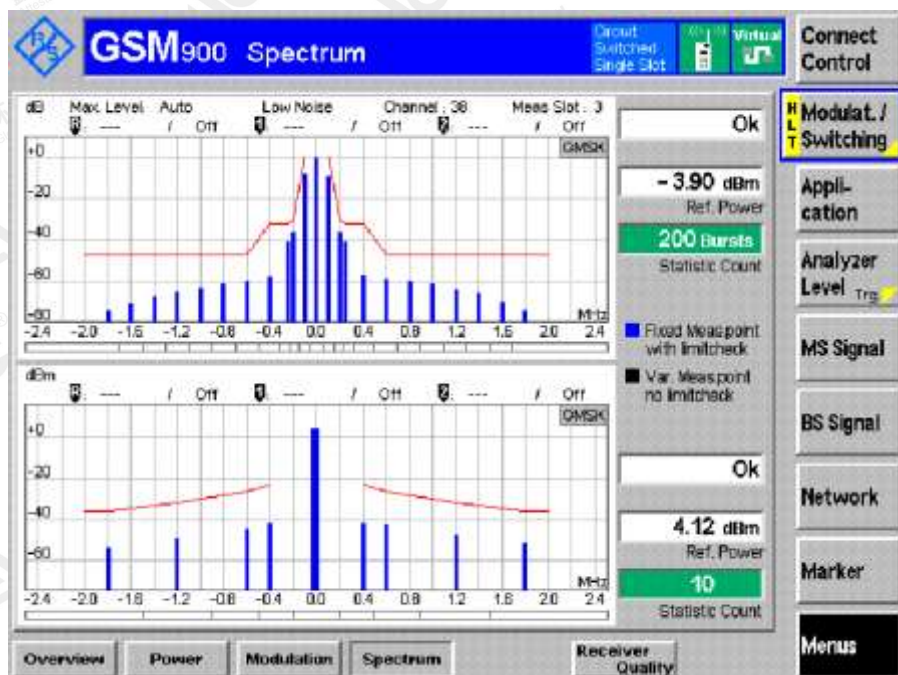 R&S GSM900 Spectrum
Circuit Switched Single Slot
Virtual
Connect Control
dB Max. Level Auto Low Noise Channel : 38 Meas Slot : 3
--- / Off --- / Off --- / Off
GMSK
+0
-20
-40
-60
-80
MHz
-2.4 -2.0 -1.6 -1.2 -0.8 -0.4 0.0 0.4 0.8 1.2 1.6 2.0 2.4
Ok
- 3.90 dBm
Ref. Power
200 Bursts
Statistic Count
Fixed Meas.point with limitcheck
Var. Meas.point no limitcheck
dBm
--- / Off --- / Off --- / Off
GMSK
+0
-20
-40
-60
MHz
-2.4 -2.0 -1.6 -1.2 -0.8 -0.4 0.0 0.4 0.8 1.2 1.6 2.0 2.4
Ok
4.12 dBm
Ref. Power
10
Statistic Count
HLT
Modulat. / Switching
Appli- cation
Analyzer Level Trg
MS Signal
BS Signal
Network
Marker
Menus
Overview Power Modulation Spectrum Receiver Quality